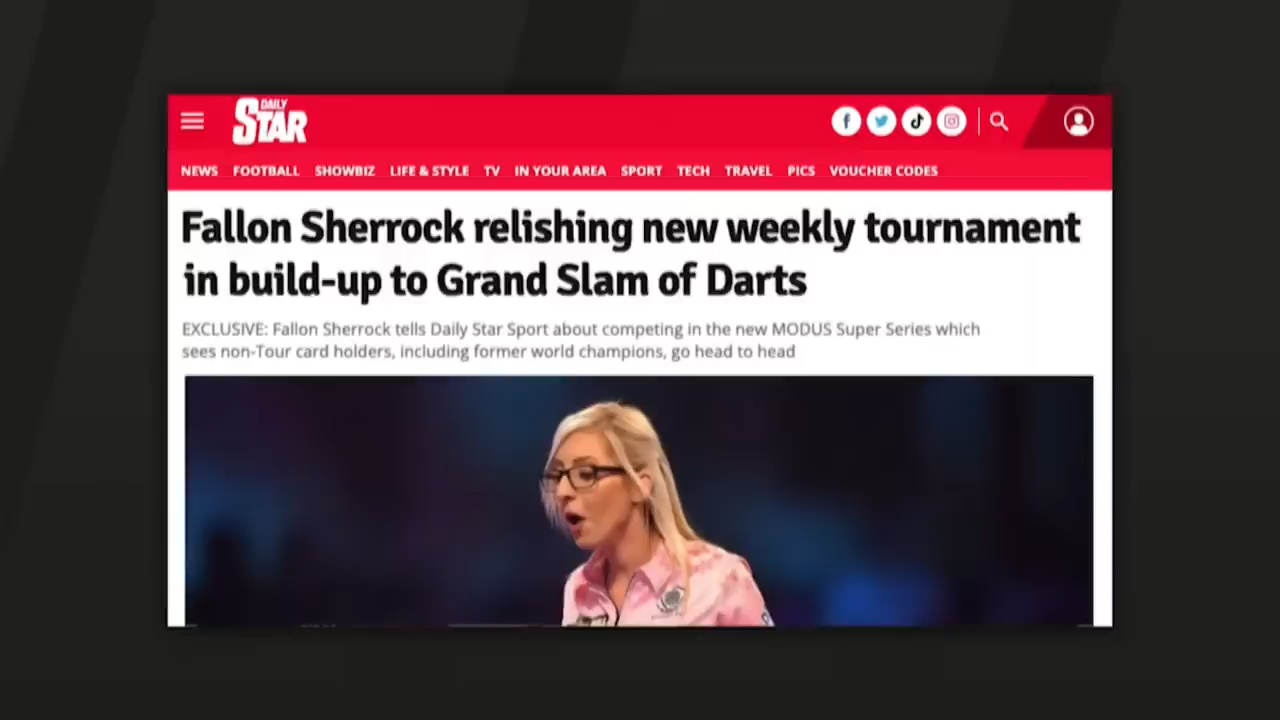 DAILY
STAR
NEWS FOOTBALL SHOWBIZ LIFE & STYLE TV IN YOUR AREA SPORT TECH TRAVEL PICS VOUCHER CODES
Fallon Sherrock relishing new weekly tournament
in build-up to Grand Slam of Darts
EXCLUSIVE: Fallon Sherrock tells Daily Star Sport about competing in the new MODUS Super Series which
sees non-Tour card holders, including former world champions, go head to head